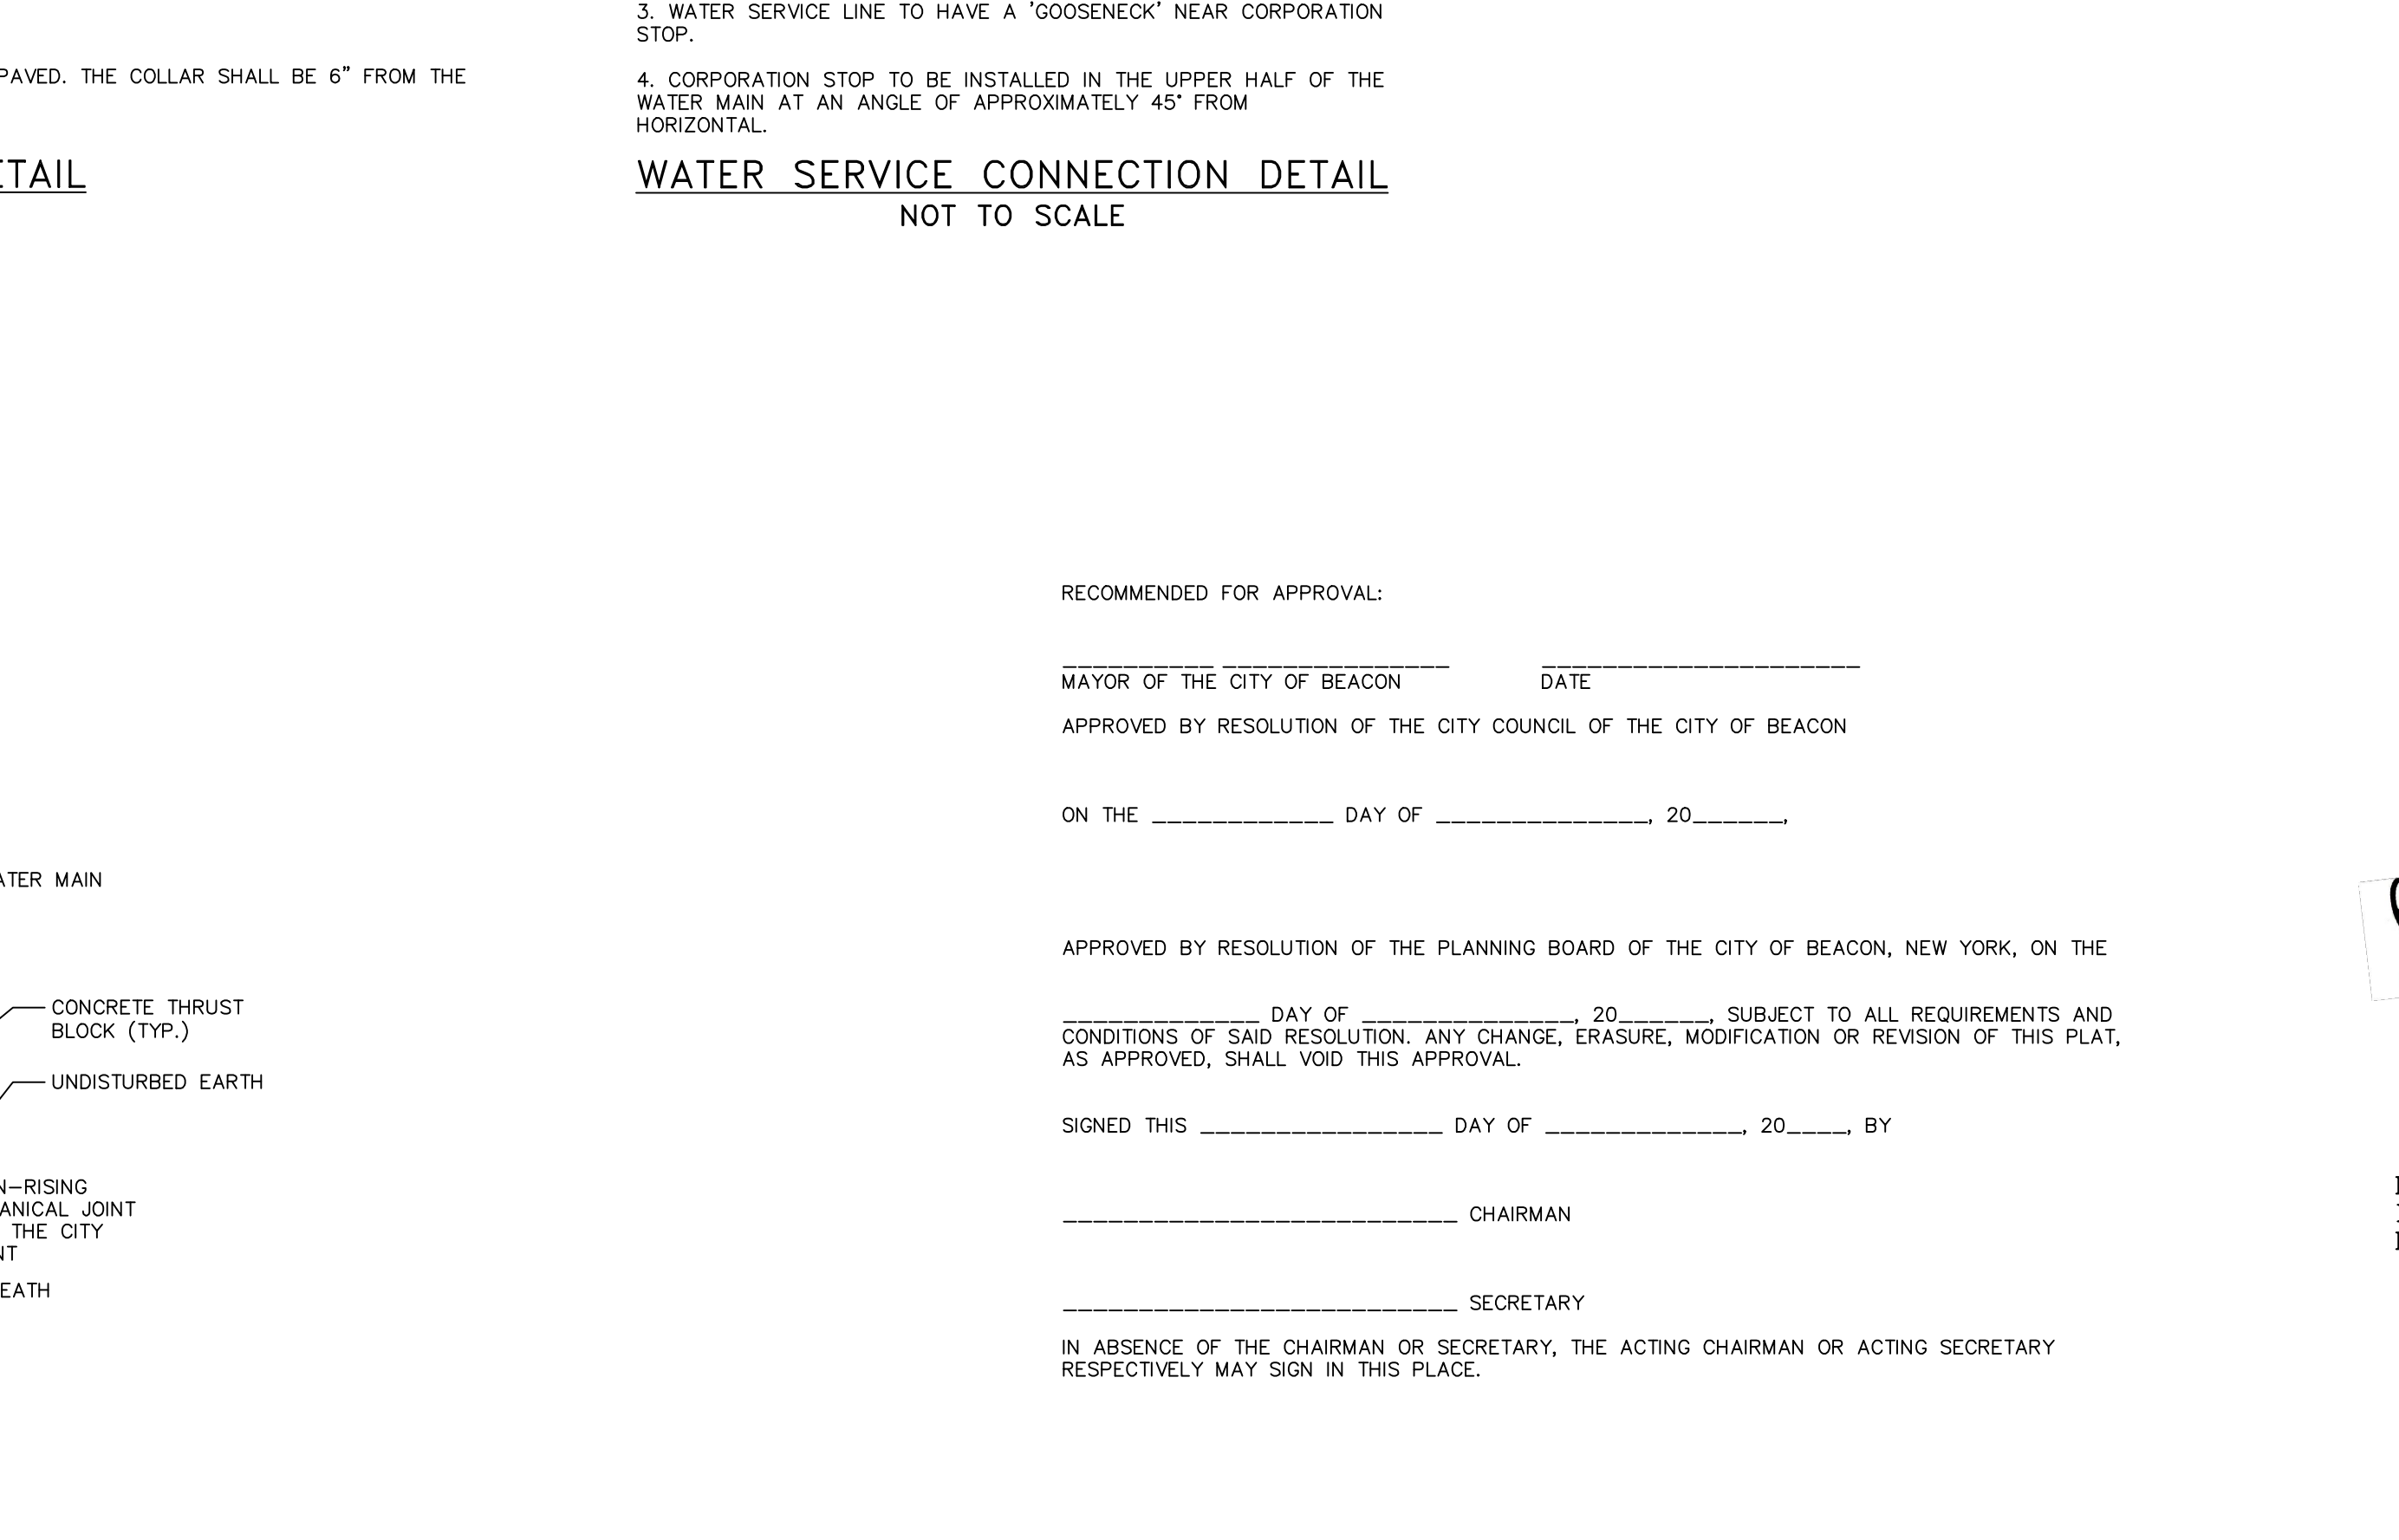 3. WATER SERVICE LINE TO HAVE A 'GOOSENECK' NEAR CORPORATION
STOP.
PAVED. THE COLLAR SHALL BE 6" FROM THE
4. CORPORATION STOP TO BE INSTALLED IN THE UPPER HALF OF THE
WATER MAIN AT AN ANGLE OF APPROXIMATELY 45° FROM
HORIZONTAL.
ETAIL
WATER SERVICE CONNECTION DETAIL
NOT TO SCALE
RECOMMENDED FOR APPROVAL:
__________ _______________ _____________________
MAYOR OF THE CITY OF BEACON DATE
APPROVED BY RESOLUTION OF THE CITY COUNCIL OF THE CITY OF BEACON
ON THE ____________ DAY OF ______________, 20______,
ATER MAIN
APPROVED BY RESOLUTION OF THE PLANNING BOARD OF THE CITY OF BEACON, NEW YORK, ON THE
_____________ DAY OF ______________, 20______, SUBJECT TO ALL REQUIREMENTS AND
CONDITIONS OF SAID RESOLUTION. ANY CHANGE, ERASURE, MODIFICATION OR REVISION OF THIS PLAT,
AS APPROVED, SHALL VOID THIS APPROVAL.
CONCRETE THRUST
BLOCK (TYP.)
UNDISTURBED EARTH
SIGNED THIS ________________ DAY OF _____________, 20____, BY
N-RISING
ANICAL JOINT
THE CITY
NT
EATH
__________________________ CHAIRMAN
__________________________ SECRETARY
IN ABSENCE OF THE CHAIRMAN OR SECRETARY, THE ACTING CHAIRMAN OR ACTING SECRETARY
RESPECTIVELY MAY SIGN IN THIS PLACE.